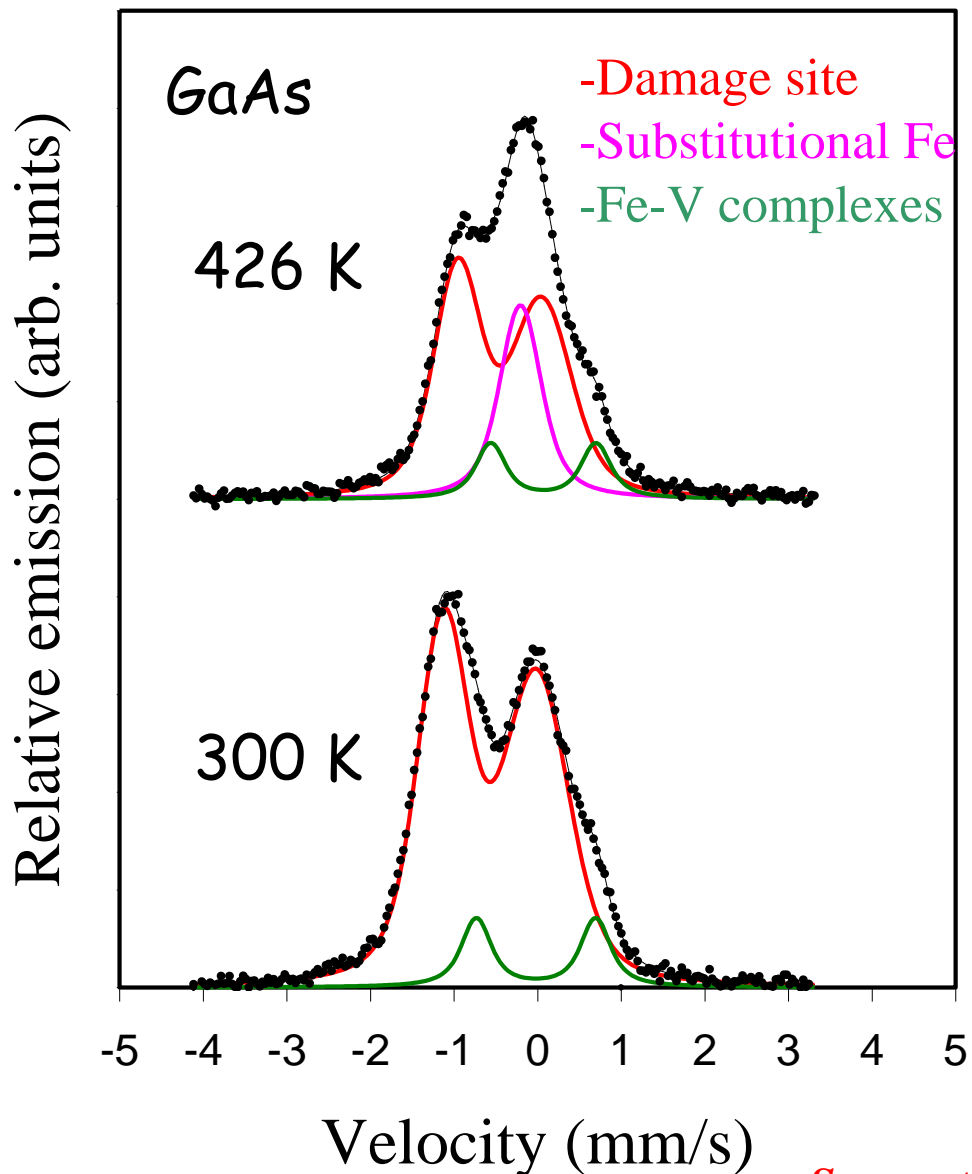 GaAs
-Damage site
-Substitutional Fe
-Fe-V complexes
426 K
300 K
Relative emission (arb. units)
-5 -4 -3 -2 -1 0 1 2 3 4 5
Velocity (mm/s)